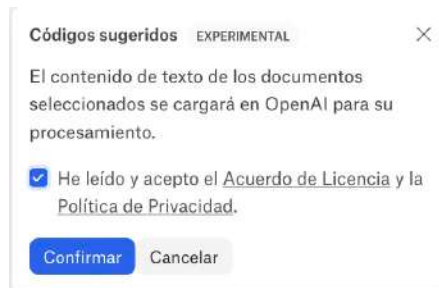 Códigos sugeridos EXPERIMENTAL
El contenido de texto de los documentos
seleccionados se cargará en OpenAI para su
procesamiento.
He leído y acepto el Acuerdo de Licencia y la
Política de Privacidad.
Confirmar Cancelar